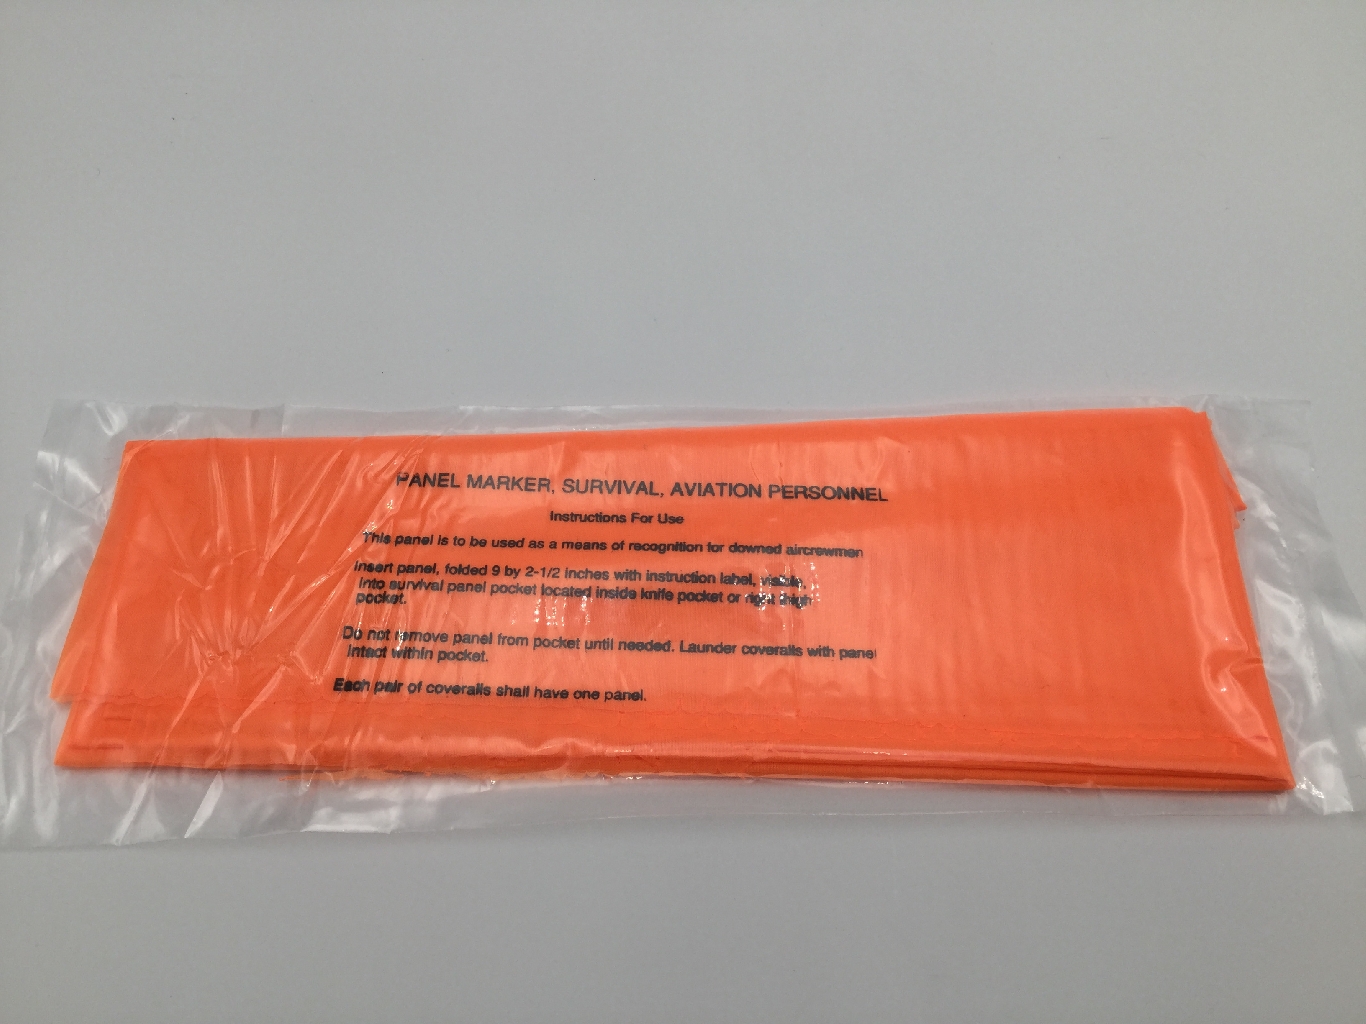 PANEL MARKER, SURVIVAL, AVIATION PERSONNEL
Instructions For Use
This panel is to be used as a means of recognition for downed aircrewmen
Insert panel, folded 9 by 2-1/2 inches with instruction label, visible,
into survival panel pocket located inside knife pocket or right thigh
pocket.
Do not remove panel from pocket until needed. Launder coveralls with panel
intact within pocket.
Each pair of coveralls shall have one panel.